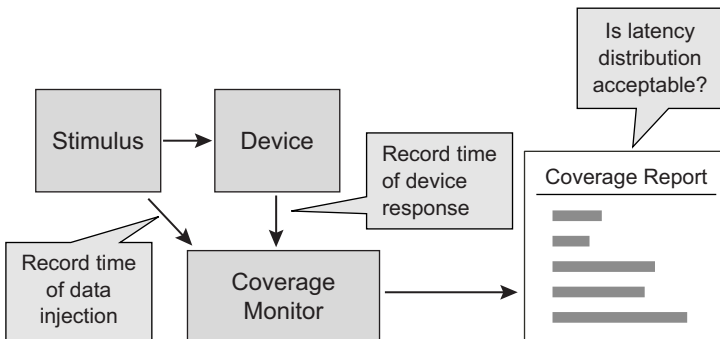 Is latency
distribution
acceptable?
Stimulus
Device
Record time
of device
response
Coverage Report
Record time
of data
injection
Coverage
Monitor